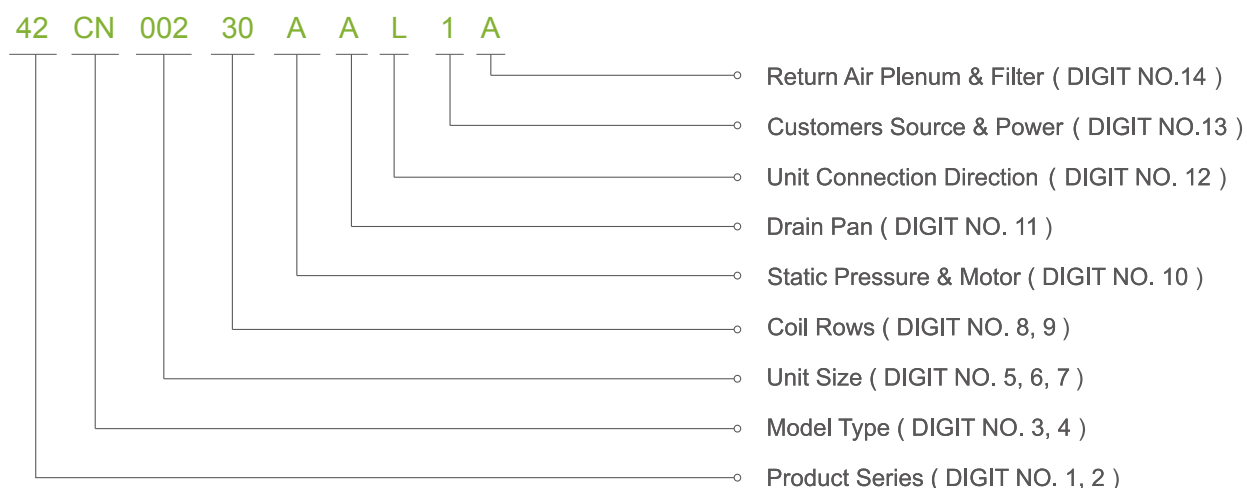 42 CN 002 30 A A L 1 A
Return Air Plenum & Filter ( DIGIT NO.14 )
Customers Source & Power ( DIGIT NO.13 )
Unit Connection Direction ( DIGIT NO. 12 )
Drain Pan ( DIGIT NO. 11 )
Static Pressure & Motor ( DIGIT NO. 10 )
Coil Rows ( DIGIT NO. 8, 9 )
Unit Size ( DIGIT NO. 5, 6, 7 )
Model Type ( DIGIT NO. 3, 4 )
Product Series ( DIGIT NO. 1, 2 )